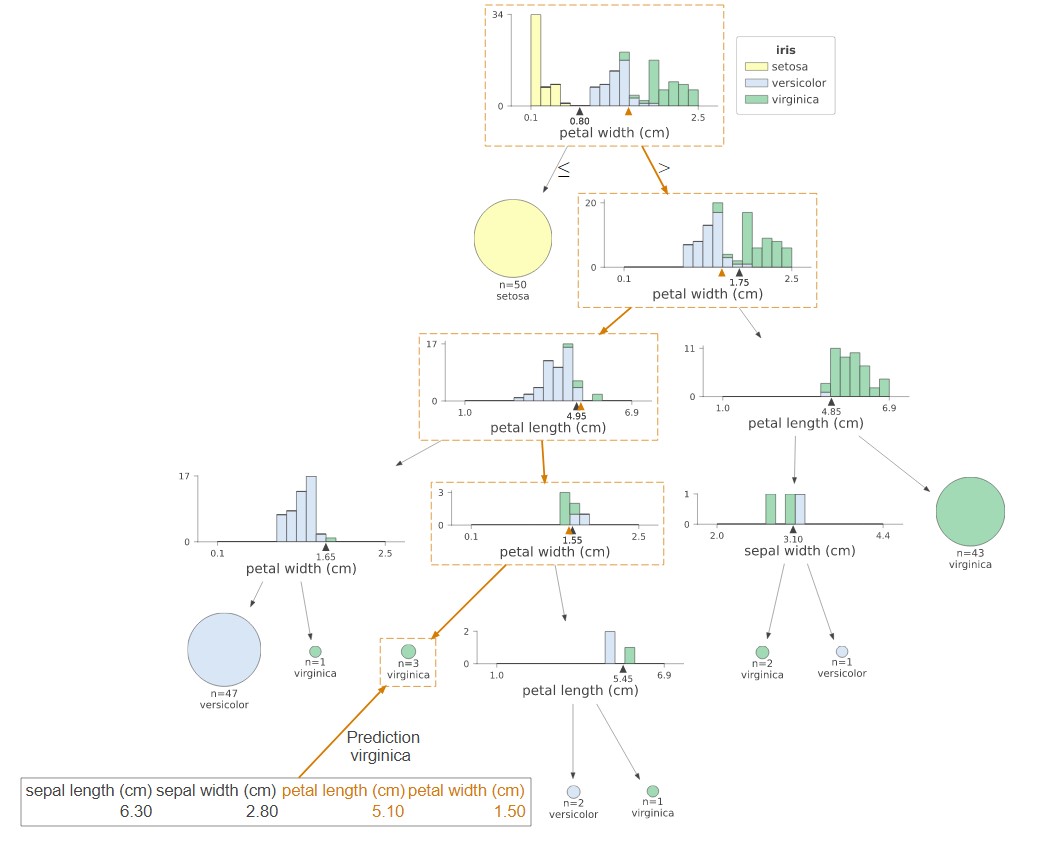 34
0
0.1
0.80
2.5
petal width (cm)
iris
setosa
versicolor
virginica
≤
>
n=50
setosa
20
0
0.1
1.75
2.5
petal width (cm)
17
0
1.0
4.95
6.9
petal length (cm)
11
0
1.0
4.85
6.9
petal length (cm)
17
0
0.1
1.65
2.5
petal width (cm)
3
0
0.1
1.55
2.5
petal width (cm)
1
0
2.0
3.10
4.4
sepal width (cm)
n=43
virginica
n=47
versicolor
n=1
virginica
n=3
virginica
2
0
1.0
5.45
6.9
petal length (cm)
n=2
virginica
n=1
versicolor
Prediction
virginica
sepal length (cm) sepal width (cm) petal length (cm) petal width (cm)
6.30 2.80 5.10 1.50
n=2
versicolor
n=1
virginica